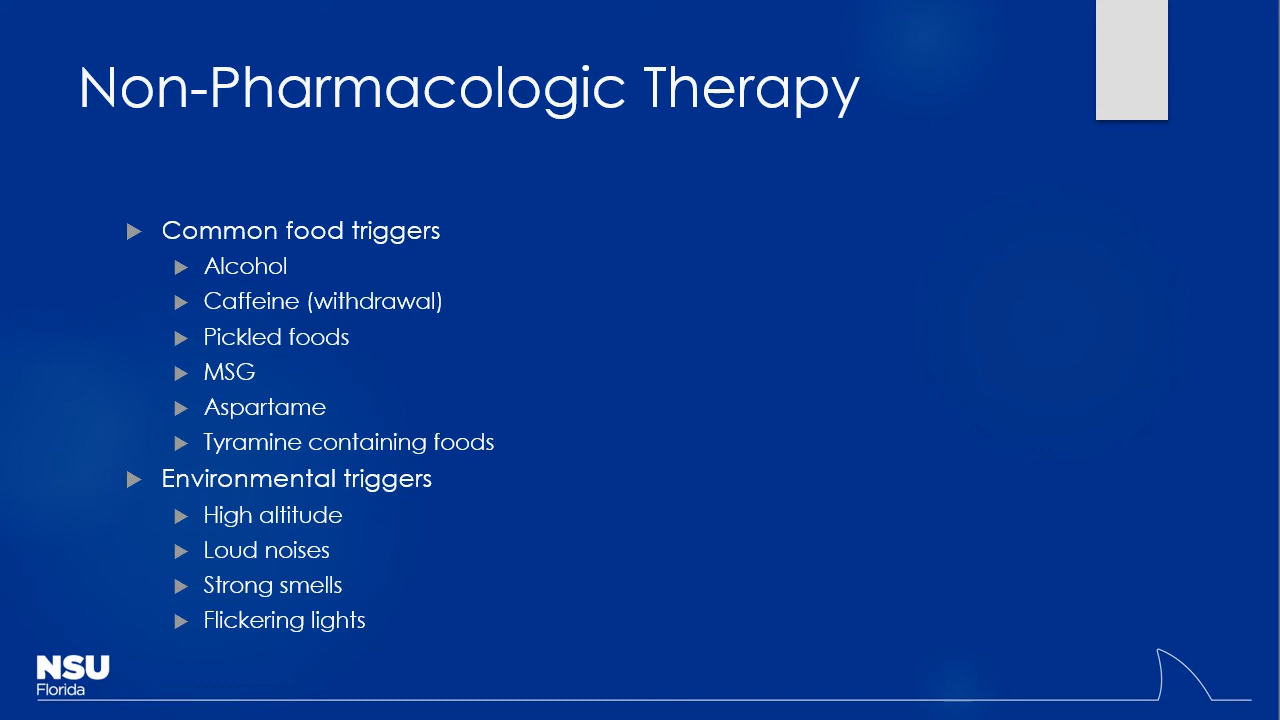 Non-Pharmacologic Therapy
Common food triggers
Alcohol
Caffeine (withdrawal)
Pickled foods
MSG
Aspartame
Tyramine containing foods
Environmental triggers
High altitude
Loud noises
Strong smells
Flickering lights
NSU
Florida